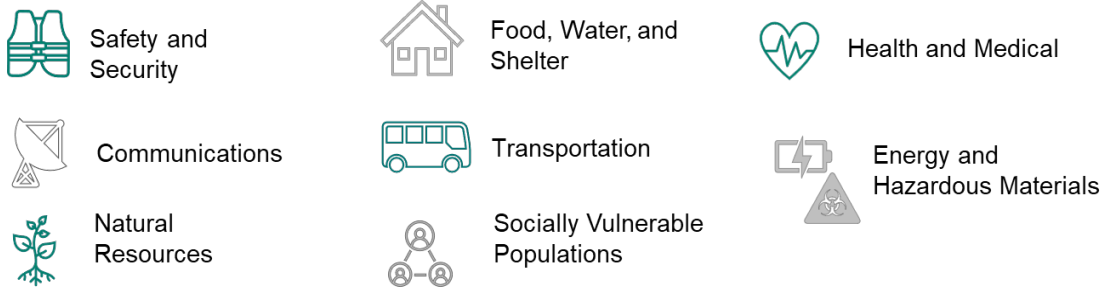 Safety and
Security
Food, Water, and
Shelter
Health and Medical
Communications
Transportation
Energy and
Hazardous Materials
Natural
Resources
Socially Vulnerable
Populations